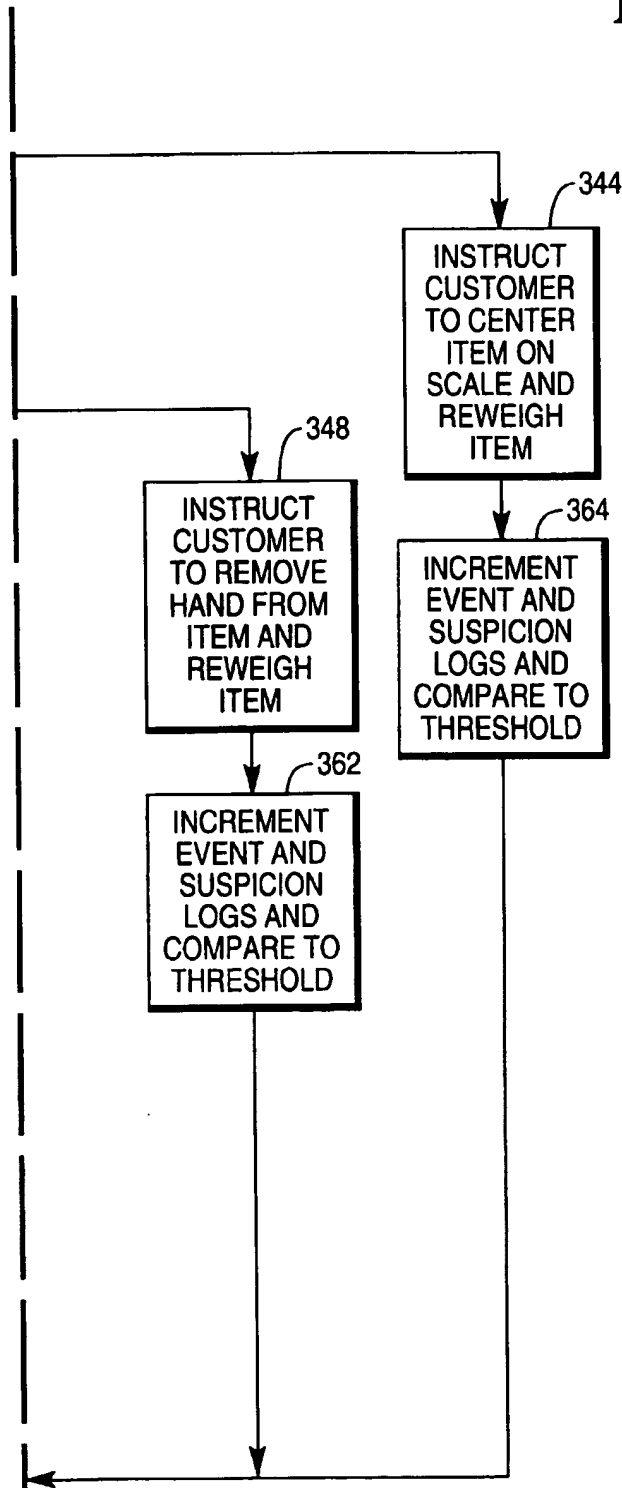 344
INSTRUCT
CUSTOMER
TO CENTER
ITEM ON
SCALE AND
REWEIGH
ITEM
348
INSTRUCT
CUSTOMER
TO REMOVE
HAND FROM
ITEM AND
REWEIGH
ITEM
364
INCREMENT
EVENT AND
SUSPICION
LOGS AND
COMPARE TO
THRESHOLD
362
INCREMENT
EVENT AND
SUSPICION
LOGS AND
COMPARE TO
THRESHOLD